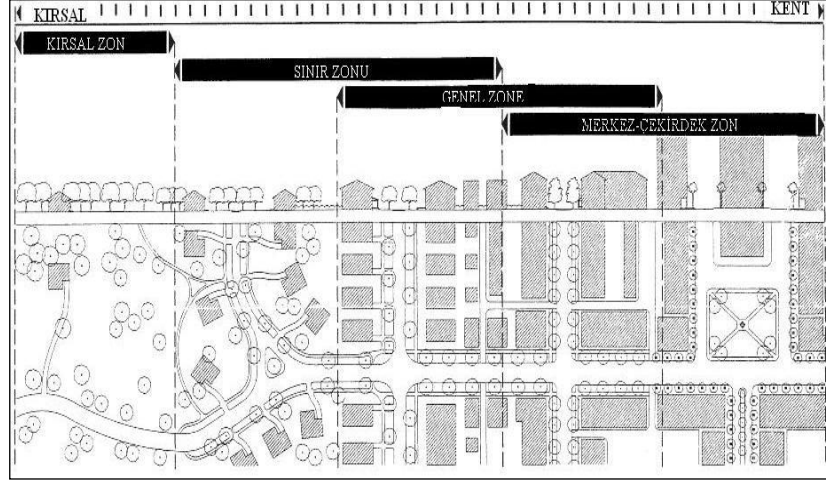 KIRSAL KENT
KIRSAL ZON
SINIR ZONU
GENEL ZONE
MERKEZ-ÇEKİRDEK ZON